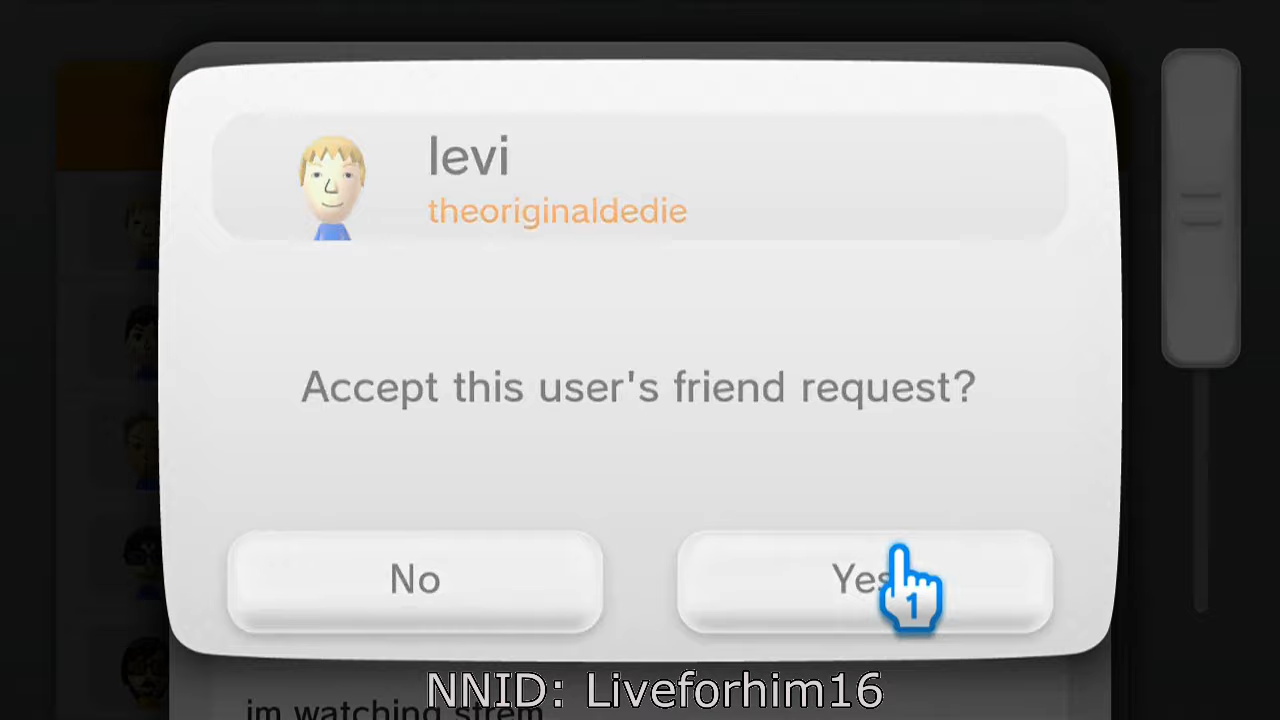 levi
theoriginaldedie
Accept this user's friend request?
No
Yes
1
NNID: Liveforhim16
im watching strem